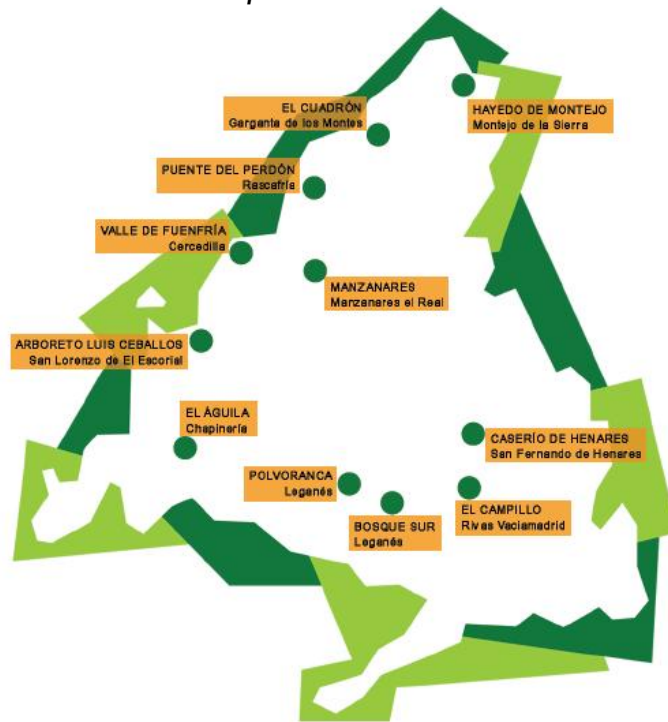 EL CUADRÓN
Garganta de los Montes
HAYEDO DE MONTEJO
Montejo de la Sierra
PUENTE DEL PERDÓN
Rascafría
VALLE DE FUENFRÍA
Cercedilla
MANZANARES
Manzanares el Real
ARBORETO LUIS CEBALLOS
San Lorenzo de El Escorial
EL ÁGUILA
Chapinería
CASERÍO DE HENARES
San Fernando de Henares
POLVORANCA
Leganés
BOSQUE SUR
Leganés
EL CAMPILLO
Rivas Vaciamadrid